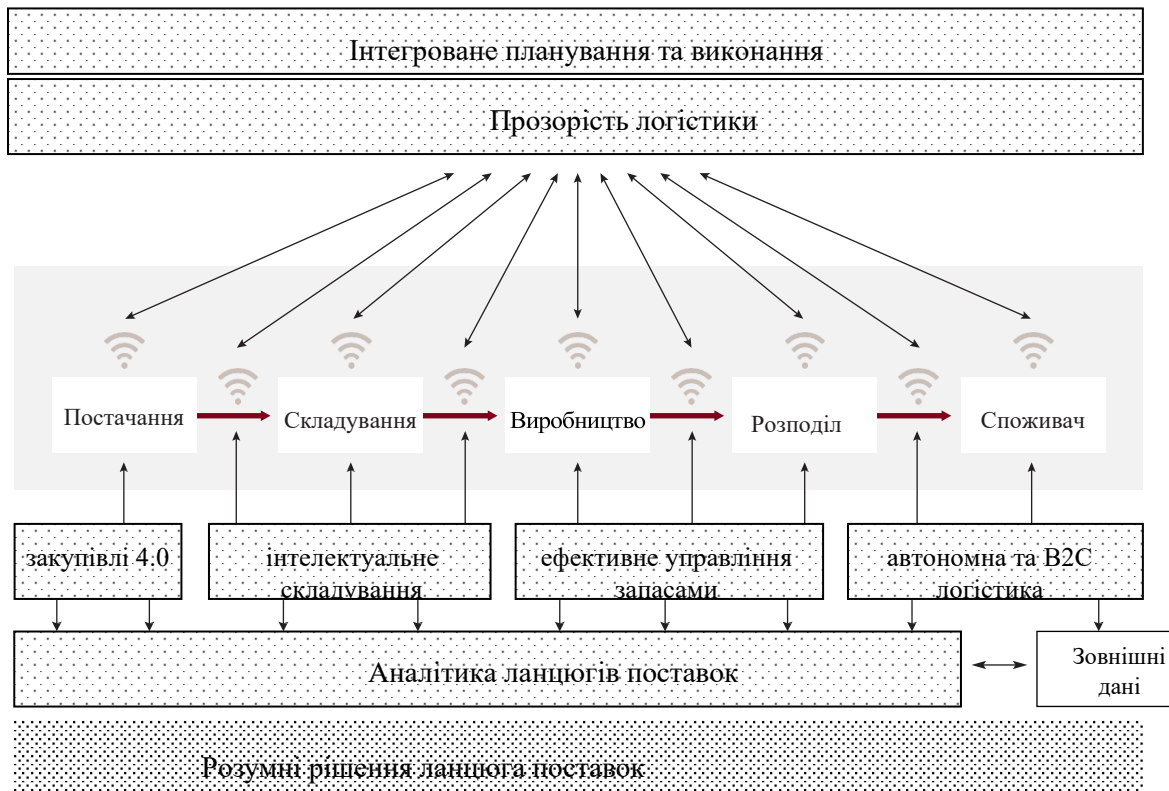 Інтегроване планування та виконання
Прозорість логістики
Постачання
Складування
Виробництво
Розподіл
Споживач
закупівлі 4.0
інтелектуальне
складування
ефективне управління
запасами
автономна та B2C
логістика
Аналітика ланцюгів поставок
Зовнішні
дані
Розумні рішення ланцюга поставок